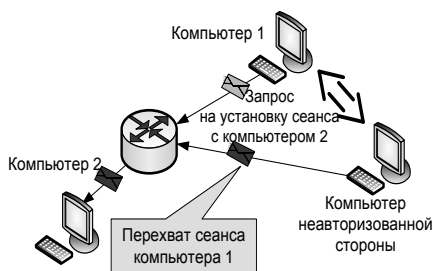 Компьютер 1
Запрос
на установку сеанса
с компьютером 2
Компьютер 2
Перехват сеанса
компьютера 1
Компьютер
неавторизованной
стороны